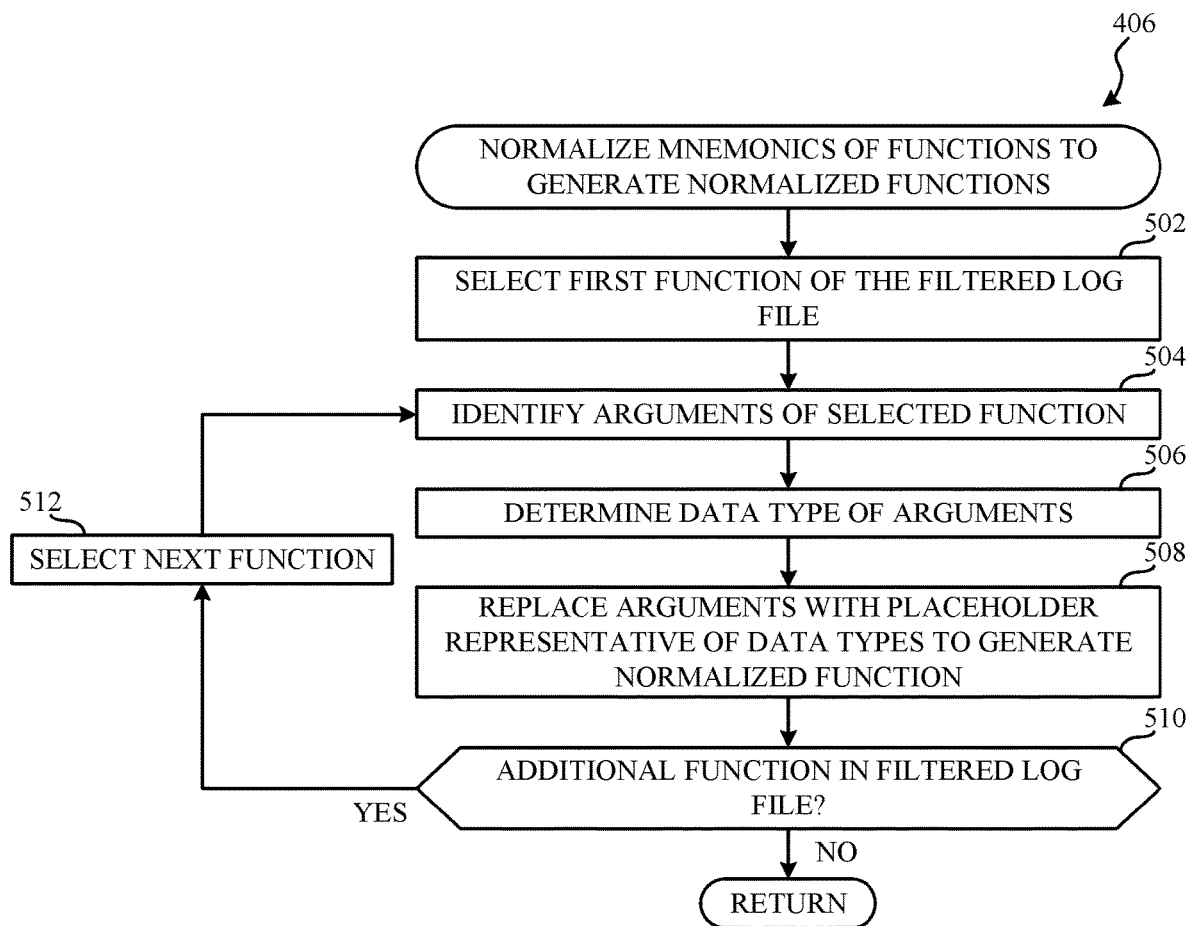 406
NORMALIZE MNEMONICS OF FUNCTIONS TO
GENERATE NORMALIZED FUNCTIONS
502
SELECT FIRST FUNCTION OF THE FILTERED LOG
FILE
504
IDENTIFY ARGUMENTS OF SELECTED FUNCTION
506
DETERMINE DATA TYPE OF ARGUMENTS
512
SELECT NEXT FUNCTION
508
REPLACE ARGUMENTS WITH PLACEHOLDER
REPRESENTATIVE OF DATA TYPES TO GENERATE
NORMALIZED FUNCTION
510
ADDITIONAL FUNCTION IN FILTERED LOG
FILE?
YES
NO
RETURN